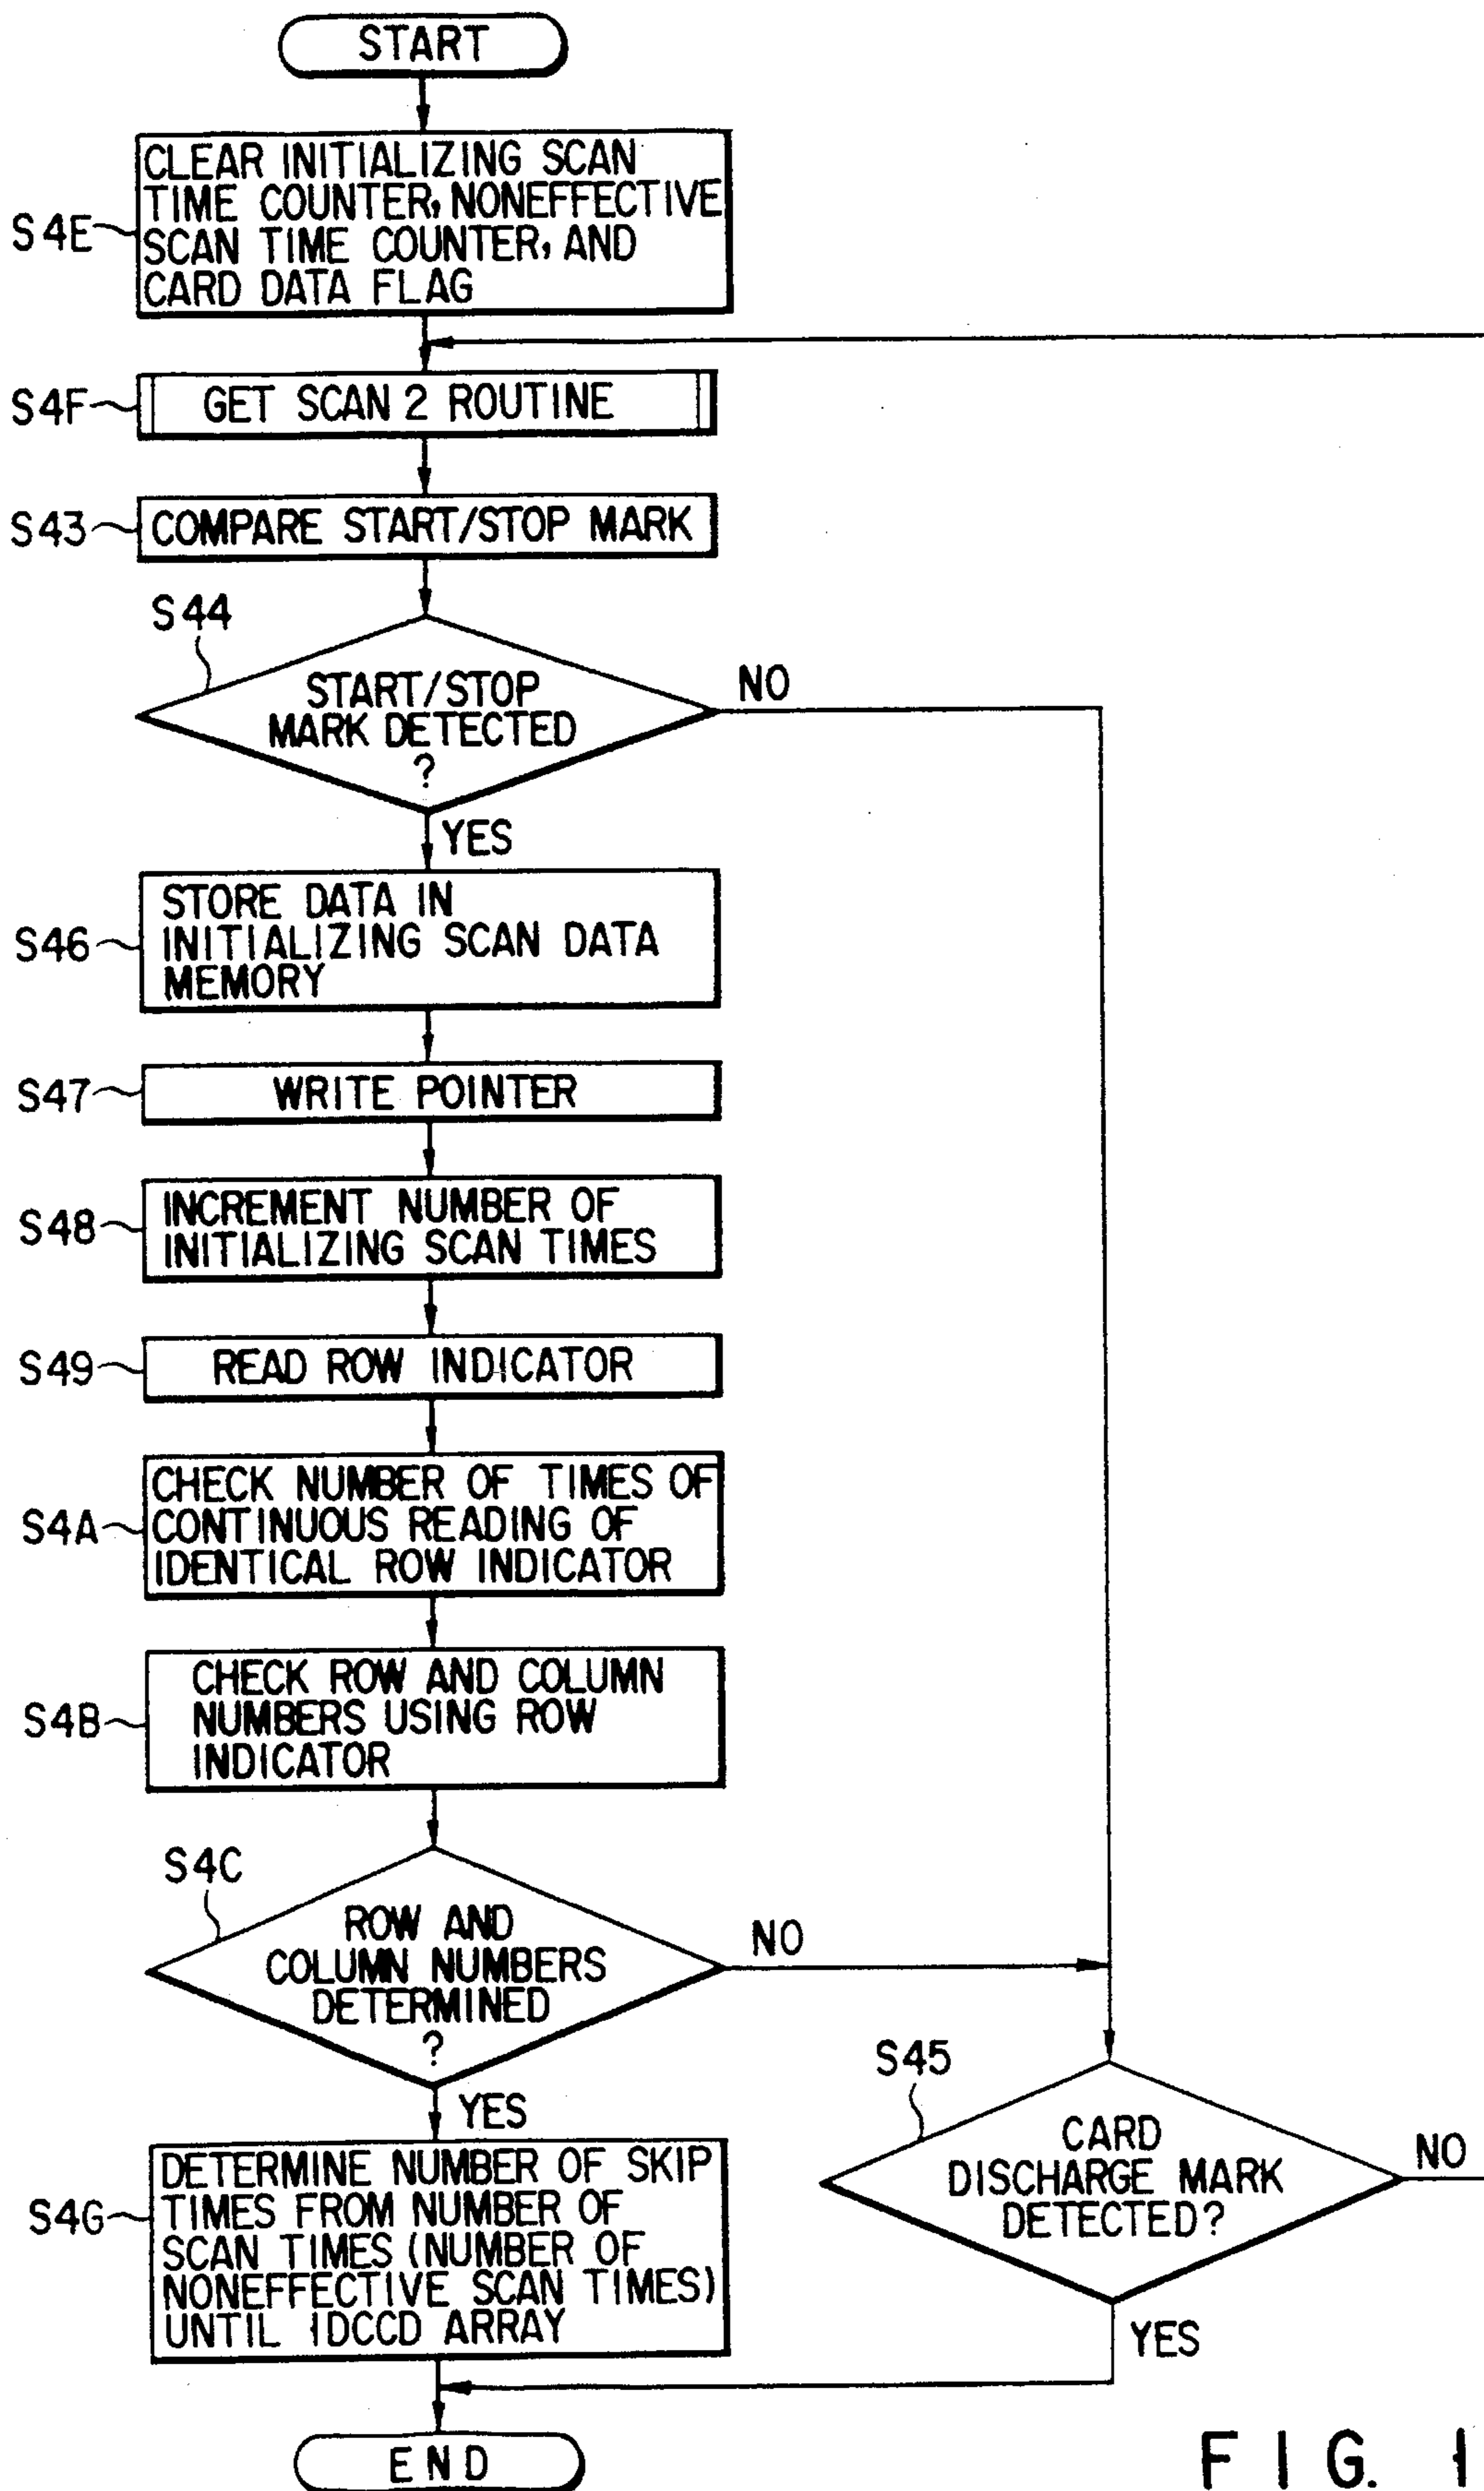 START
S4E
CLEAR INITIALIZING SCAN
TIME COUNTER, NONEFFECTIVE
SCAN TIME COUNTER, AND
CARD DATA FLAG
S4F
GET SCAN 2 ROUTINE
S43
COMPARE START/STOP MARK
S44
START/STOP
MARK DETECTED
?
NO
YES
S46
STORE DATA IN
INITIALIZING SCAN DATA
MEMORY
S47
WRITE POINTER
S48
INCREMENT NUMBER OF
INITIALIZING SCAN TIMES
S49
READ ROW INDICATOR
S4A
CHECK NUMBER OF TIMES OF
CONTINUOUS READING OF
IDENTICAL ROW INDICATOR
S4B
CHECK ROW AND COLUMN
NUMBERS USING ROW
INDICATOR
S4C
ROW AND
COLUMN NUMBERS
DETERMINED
?
NO
YES
S45
CARD
DISCHARGE MARK
DETECTED?
NO
YES
S4G
DETERMINE NUMBER OF SKIP
TIMES FROM NUMBER OF
SCAN TIMES (NUMBER OF
NONEFFECTIVE SCAN TIMES)
UNTIL 1DCCD ARRAY
END
FIG. 1